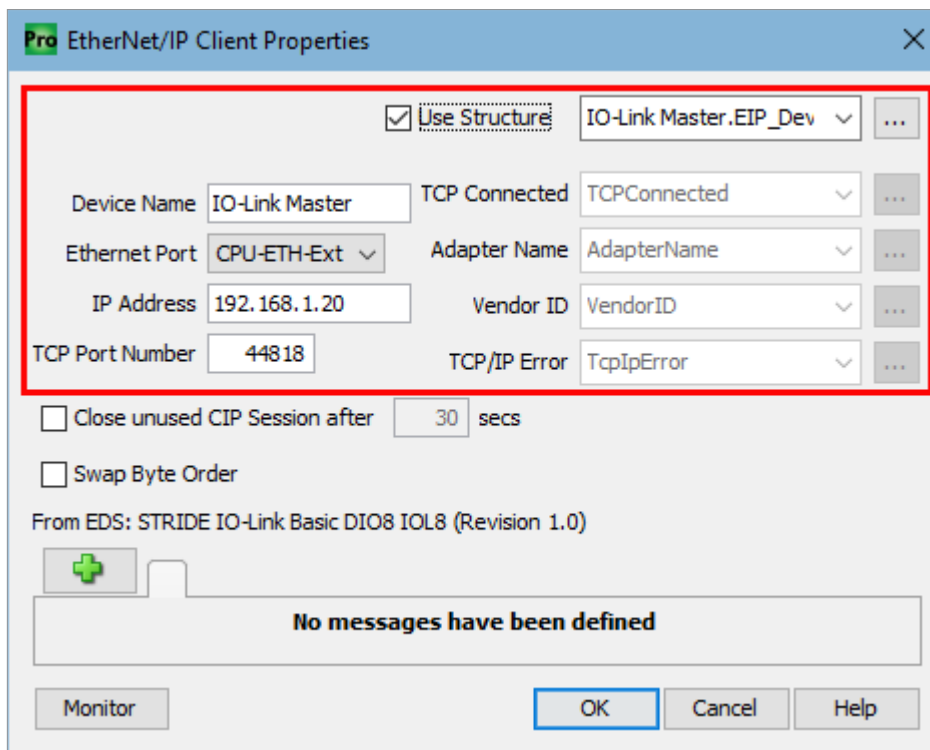 Pro EtherNet/IP Client Properties
Use Structure IO-Link Master.EIP_Dev ...
Device Name IO-Link Master TCP Connected TCPConnected ...
Ethernet Port CPU-ETH-Ext Adapter Name AdapterName ...
IP Address 192.168.1.20 Vendor ID VendorID ...
TCP Port Number 44818 TCP/IP Error TcpIpError ...
Close unused CIP Session after 30 secs
Swap Byte Order
From EDS: STRIDE IO-Link Basic DIO8 IOL8 (Revision 1.0)
No messages have been defined
Monitor OK Cancel Help